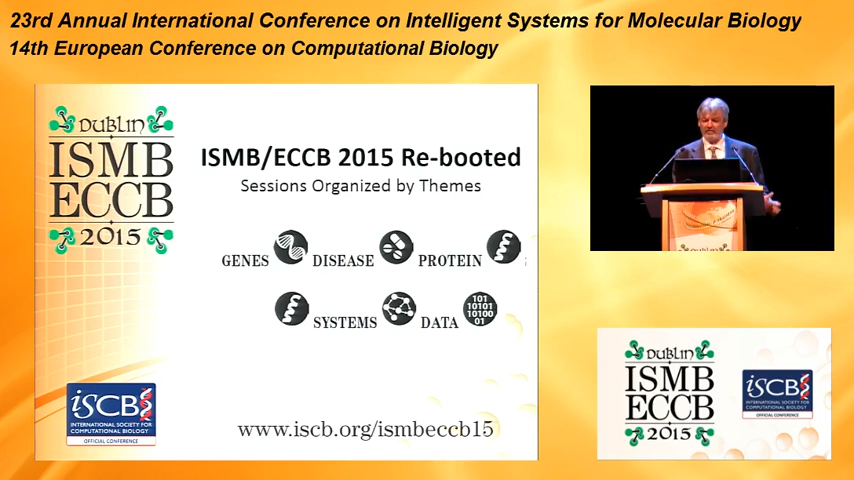 23rd Annual International Conference on Intelligent Systems for Molecular Biology
14th European Conference on Computational Biology
DUBLIN
ISMB
ECCB
2015
ISMB/ECCB 2015 Re-booted
Sessions Organized by Themes
GENES DISEASE PROTEIN
SYSTEMS DATA
101
10101
10100
01
iSCB
INTERNATIONAL SOCIETY FOR
COMPUTATIONAL BIOLOGY
OFFICIAL CONFERENCE
www.iscb.org/ismbeccb15
DUBLIN
DUBLIN
ISMB
ECCB
2015
iSCB
INTERNATIONAL SOCIETY FOR
COMPUTATIONAL BIOLOGY
OFFICIAL CONFERENCE